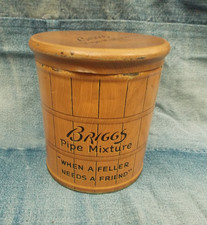 BRIGGS
Pipe Mixture
"WHEN A FELLER
NEEDS A FRIEND"